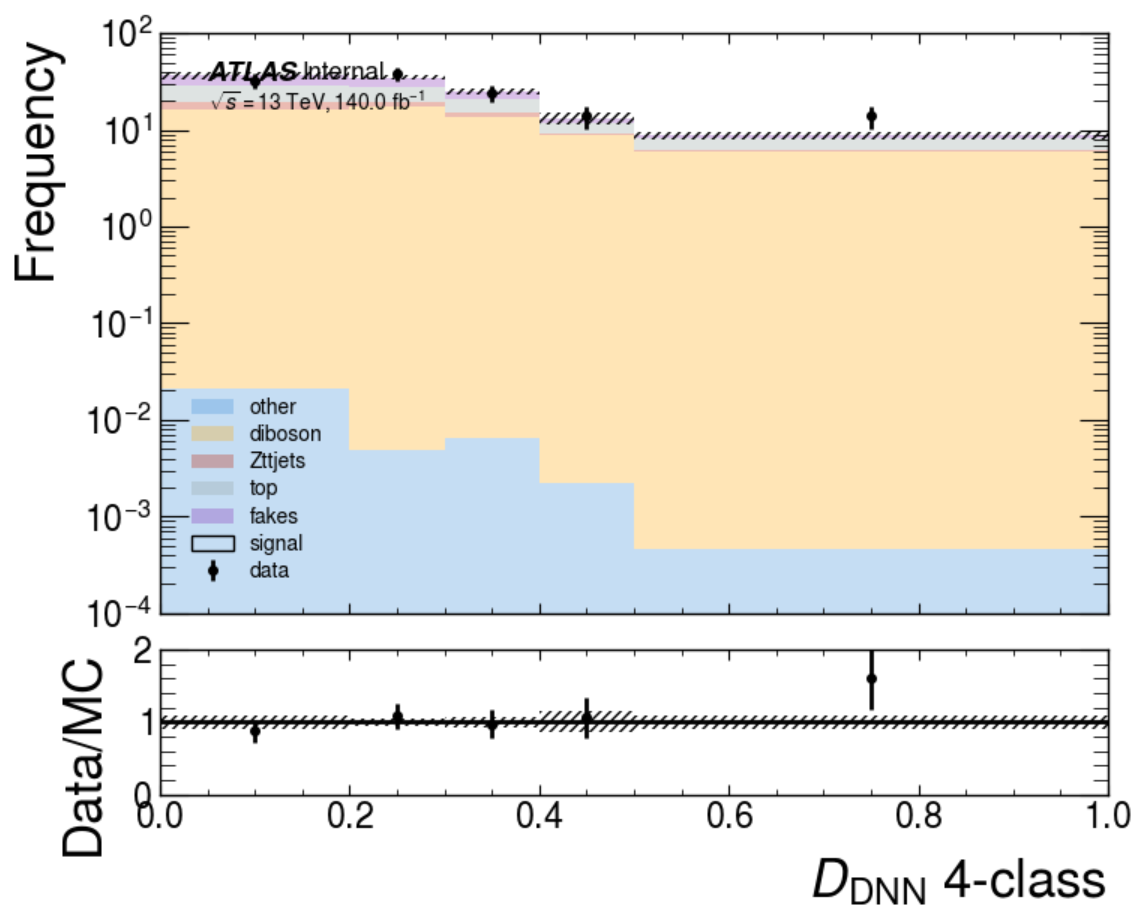 10²
ATLAS Internal
√s = 13 TeV, 140.0 fb⁻¹
10¹
Frequency
10⁰
10⁻¹
10⁻²
other
diboson
Zttjets
top
fakes
signal
data
10⁻³
10⁻⁴
2
Data/MC
1
0
0.0 0.2 0.4 0.6 0.8 1.0
D_DNN 4-class